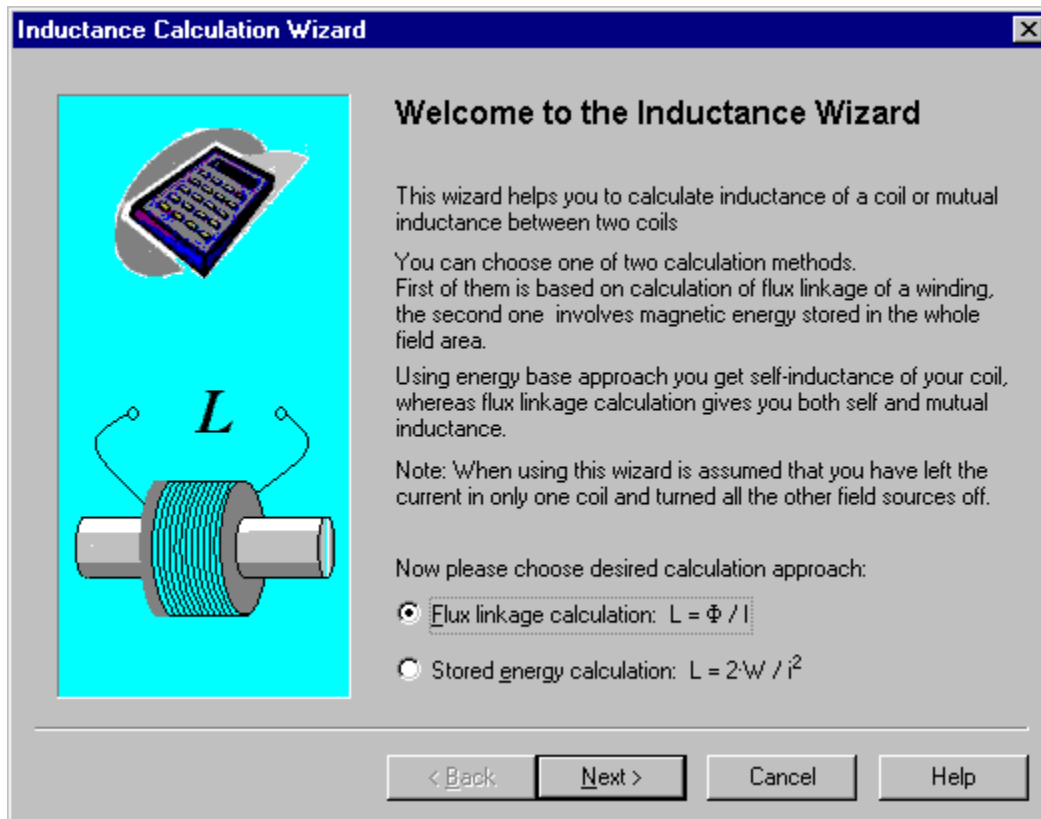 Inductance Calculation Wizard
Welcome to the Inductance Wizard
This wizard helps you to calculate inductance of a coil or mutual
inductance between two coils
You can choose one of two calculation methods.
First of them is based on calculation of flux linkage of a winding,
the second one  involves magnetic energy stored in the whole
field area.
Using energy base approach you get self-inductance of your coil,
whereas flux linkage calculation gives you both self and mutual
inductance.
Note: When using this wizard is assumed that you have left the
current in only one coil and turned all the other field sources off.
L
Now please choose desired calculation approach:
Flux linkage calculation:  L = Φ / I
Stored energy calculation:  L = 2·W / i²
< Back
Next >
Cancel
Help